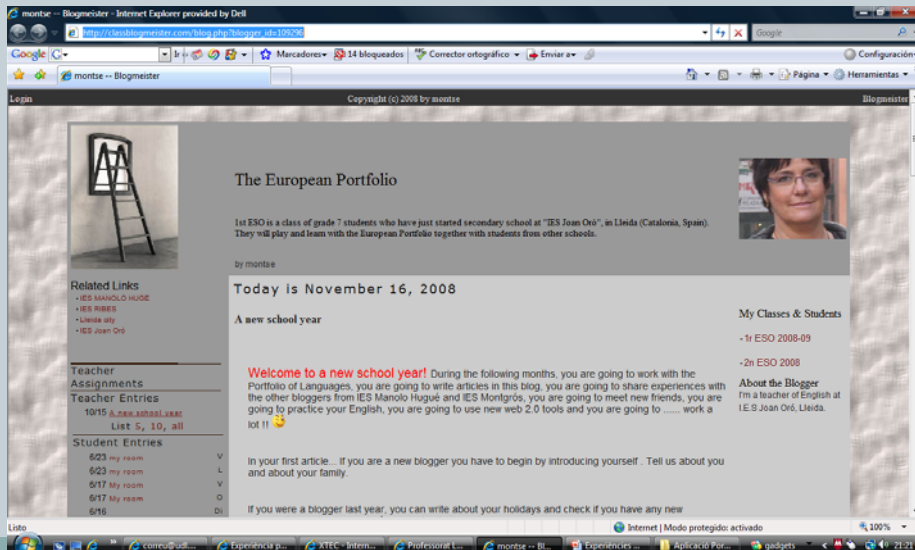 montse -- Blogmeister - Internet Explorer provided by Dell
http://classblogmeister.com/blog.php?blogger_id=109296
Google
Google
Ir
Marcadores
14 bloqueados
Corrector ortográfico
Enviar a
Configuración
montse -- Blogmeister
Página
Herramientas
Login
Copyright (c) 2008 by montse
Blogmeister
The European Portfolio
1st ESO is a class of grade 7 students who have just started secondary school at "IES Joan Oró", in Lleida (Catalonia, Spain).
They will play and learn with the European Portfolio together with students from other schools.
by montse
Related Links
IES MANOLO HUGE
IES RIBES
Lleida city
IES Joan Oró
Teacher
Assignments
Teacher Entries
10/15 A new school year
List 5, 10, all
Student Entries
6/23 my room V
6/23 my room L
6/17 My room V
6/17 My room O
6/16 Di
Today is November 16, 2008
A new school year
Welcome to a new school year! During the following months, you are going to work with the
Portfolio of Languages, you are going to write articles in this blog, you are going to share experiences with
the other bloggers from IES Manolo Hugué and IES Montgrós, you are going to meet new friends, you are
going to practice your English, you are going to use new web 2.0 tools and you are going to ...... work a
lot !!
In your first article... If you are a new blogger you have to begin by introducing yourself . Tell us about you
and about your family.
If you were a blogger last year, you can write about your holidays and check if you have any new
My Classes & Students
-1r ESO 2008-09
-2n ESO 2008
About the Blogger
I'm a teacher of English at
I.E.S Joan Oró, Lleida.
Listo
Internet | Modo protegido: activado
100%
correu@udl...
Experiència p...
XTEC - Intern...
Professorat L...
montse -- Bl...
Experiències ...
Aplicació Por...
gadgets
21:21